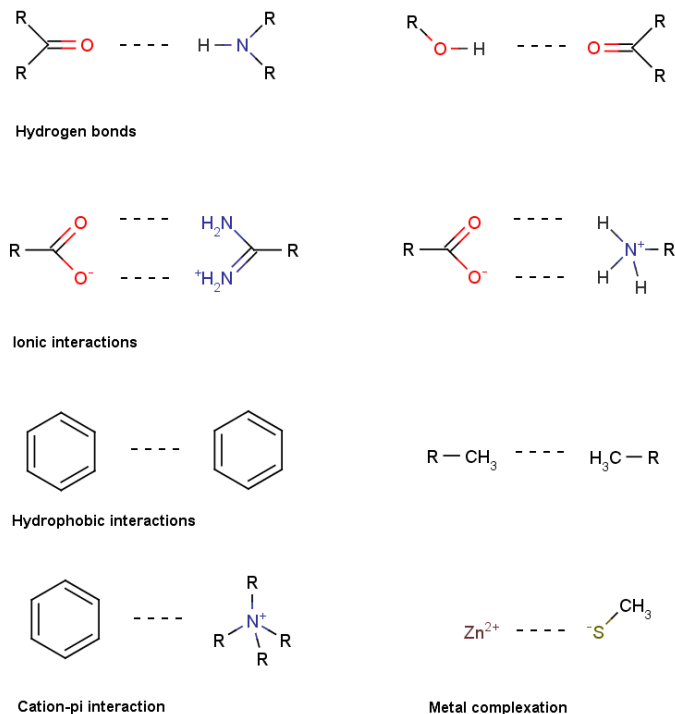 R R R R
O H N O H O
R R R
Hydrogen bonds
O H₂N O H
R R R N⁺ R
O⁻ ⁺H₂N O⁻ H H
Ionic interactions
R CH₃ H₃C R
Hydrophobic interactions
R CH₃
N⁺ Zn²⁺ ⁻S
R R R
Cation-pi interaction Metal complexation